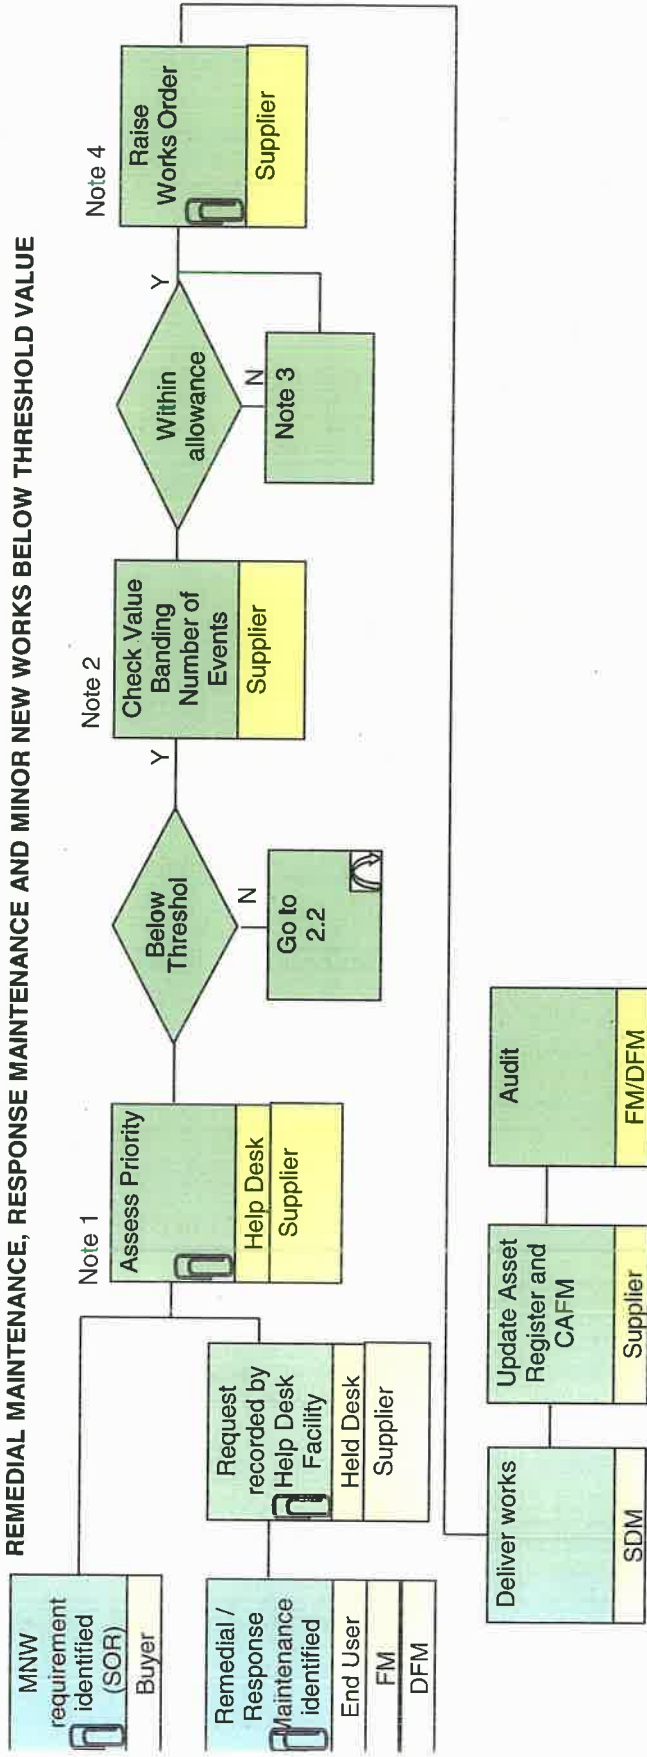 REMEDIAL MAINTENANCE, RESPONSE MAINTENANCE AND MINOR NEW WORKS BELOW THRESHOLD VALUE
MNW
requirement
identified
(SOR)
Buyer
Remedial /
Response
Maintenance
identified
End User
FM
DFM
Request
recorded by
Help Desk
Facility
Held Desk
Supplier
Note 1
Assess Priority
Help Desk
Supplier
Below
Threshol
Y
N
Go to
2.2
Note 2
Check Value
Banding
Number of
Events
Supplier
Within
allowance
Y
N
Note 3
Note 4
Raise
Works Order
Supplier
Deliver works
SDM
Update Asset
Register and
CAFM
Supplier
Audit
FM/DFM